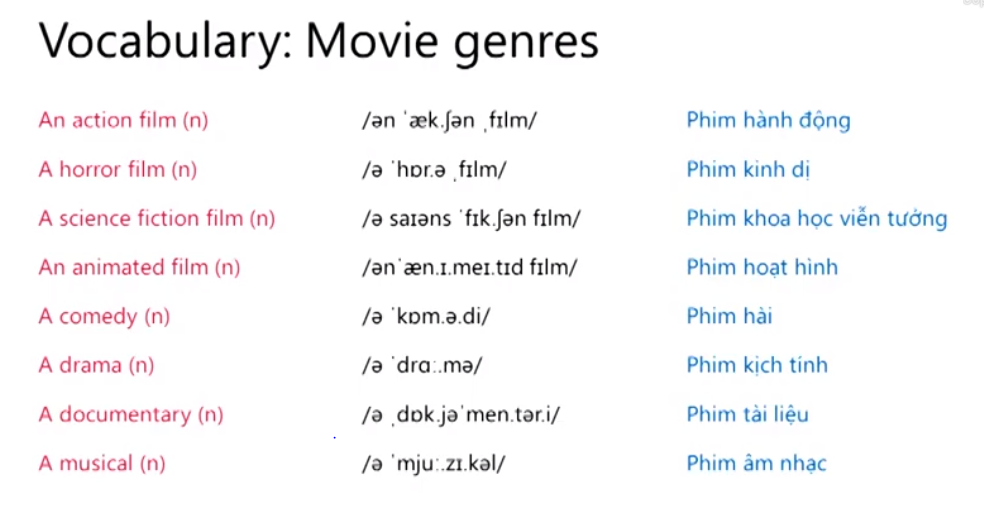 Vocabulary: Movie genres
An action film (n) /ən ˈæk.ʃən ˌfɪlm/ Phim hành động
A horror film (n) /ə ˈhɒr.ə ˌfɪlm/ Phim kinh dị
A science fiction film (n) /ə saɪəns ˈfɪk.ʃən fɪlm/ Phim khoa học viễn tưởng
An animated film (n) /ənˈæn.ɪ.meɪ.tɪd fɪlm/ Phim hoạt hình
A comedy (n) /ə ˈkɒm.ə.di/ Phim hài
A drama (n) /ə ˈdrɑː.mə/ Phim kịch tính
A documentary (n) /ə ˌdɒk.jəˈmen.tər.i/ Phim tài liệu
A musical (n) /ə ˈmjuː.zɪ.kəl/ Phim âm nhạc